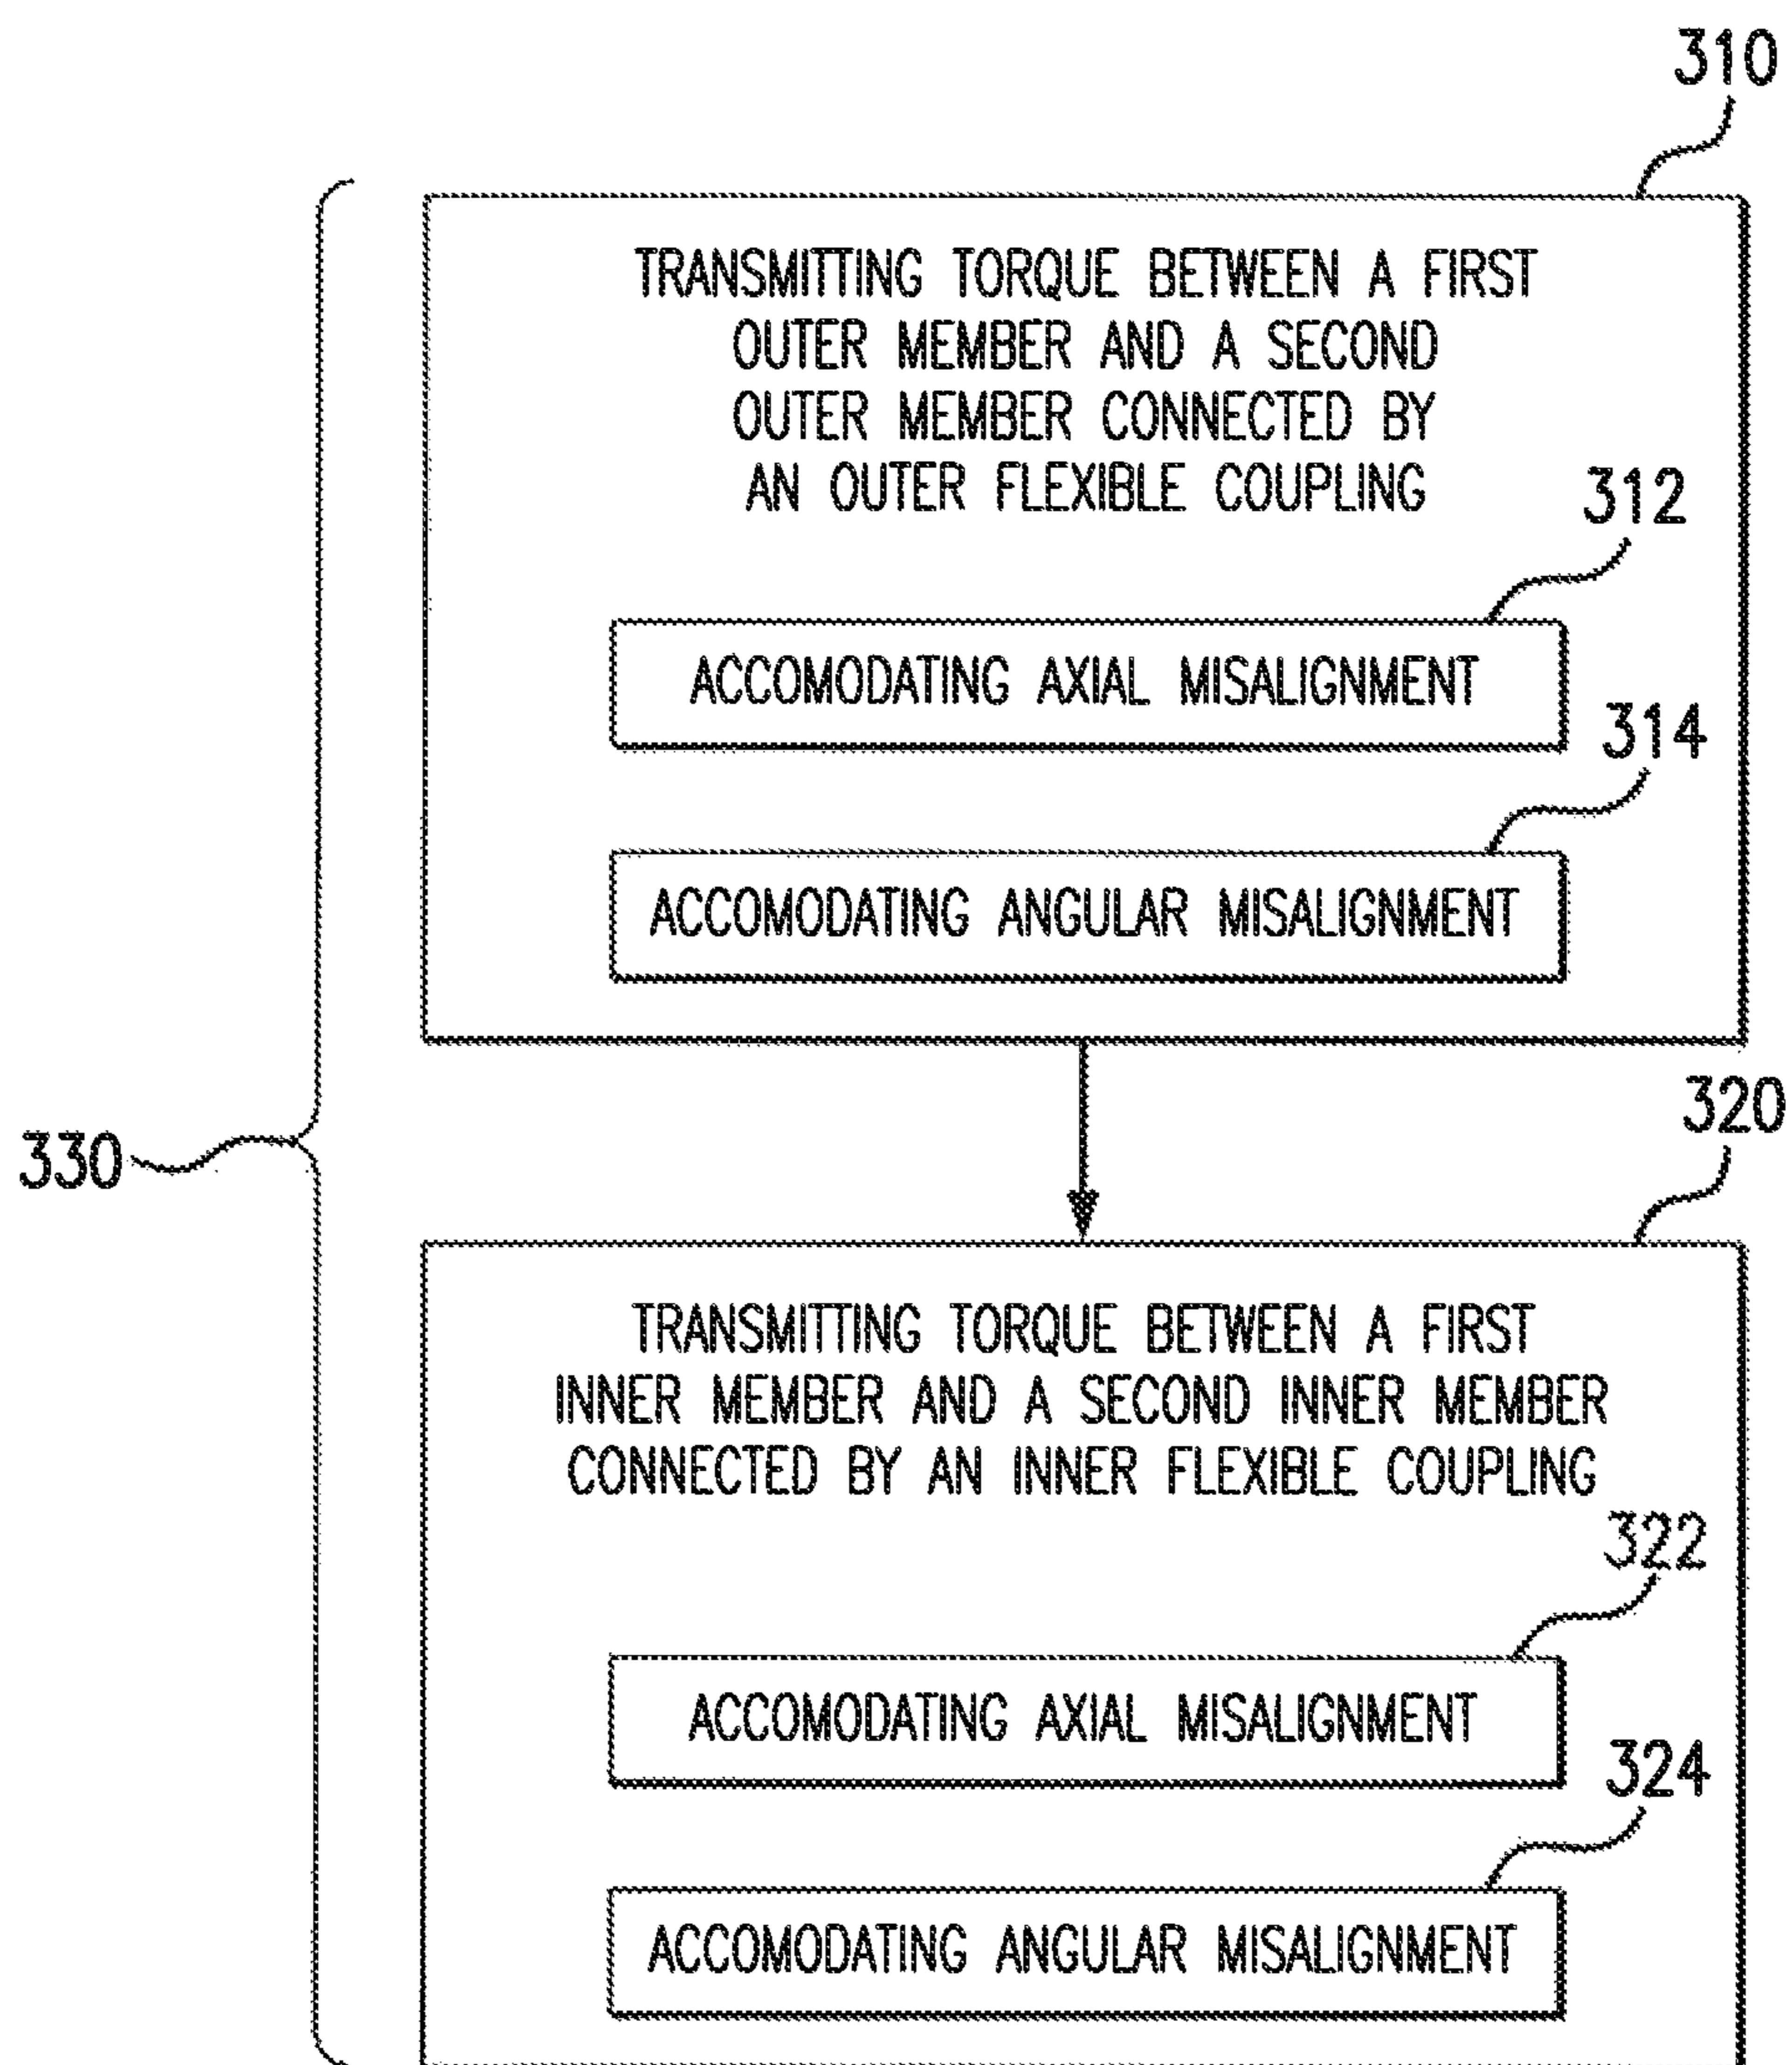 310
TRANSMITTING TORQUE BETWEEN A FIRST
OUTER MEMBER AND A SECOND
OUTER MEMBER CONNECTED BY
AN OUTER FLEXIBLE COUPLING
312
ACCOMODATING AXIAL MISALIGNMENT
314
ACCOMODATING ANGULAR MISALIGNMENT
330
320
TRANSMITTING TORQUE BETWEEN A FIRST
INNER MEMBER AND A SECOND INNER MEMBER
CONNECTED BY AN INNER FLEXIBLE COUPLING
322
ACCOMODATING AXIAL MISALIGNMENT
324
ACCOMODATING ANGULAR MISALIGNMENT